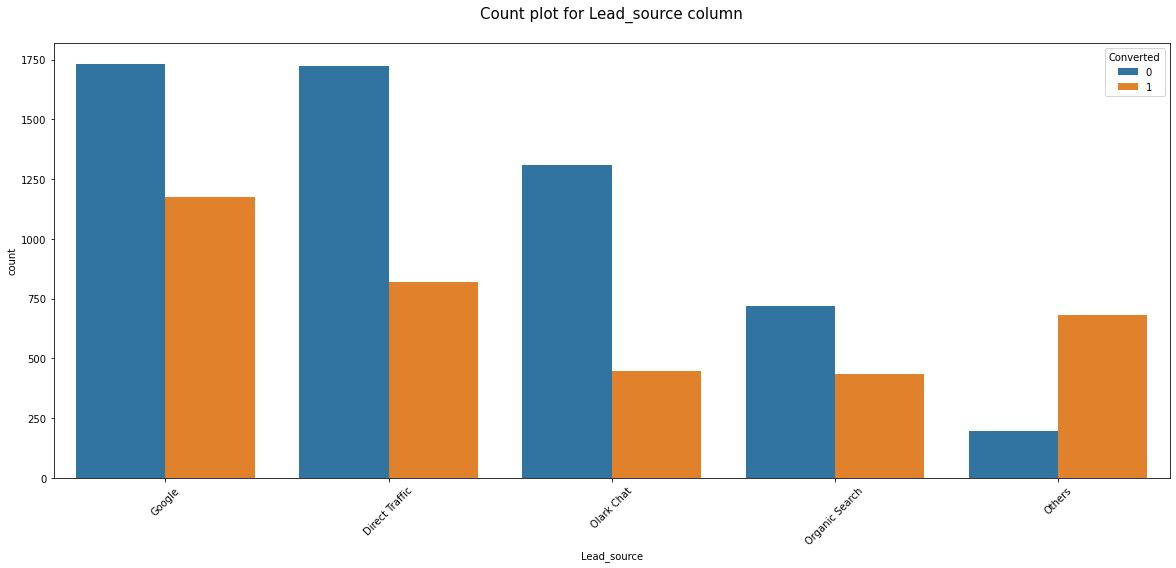 Count plot for Lead_source column
Converted
0
1
count
1750
1500
1250
1000
750
500
250
0
Google
Direct Traffic
Olark Chat
Organic Search
Others
Lead_source